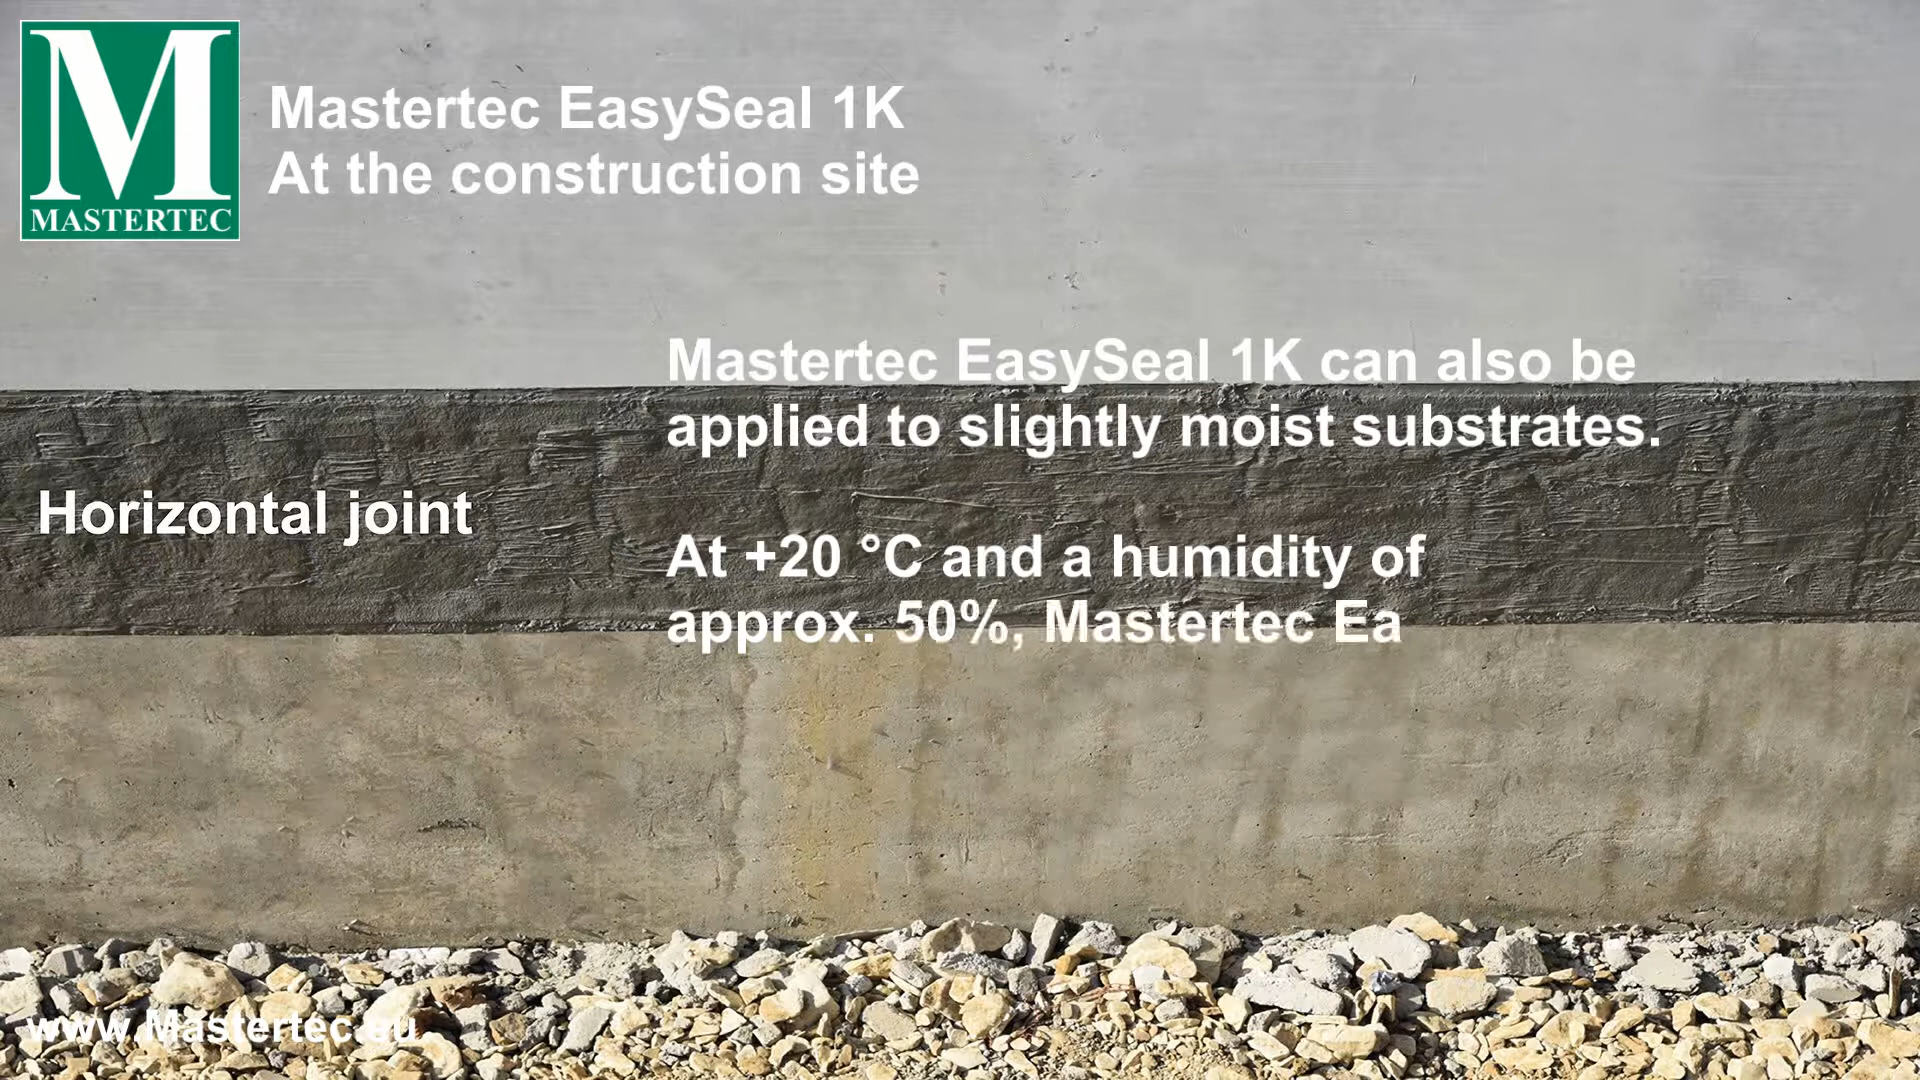 M
MASTERTEC
Mastertec EasySeal 1K
At the construction site
Mastertec EasySeal 1K can also be
applied to slightly moist substrates.
Horizontal joint
At +20 °C and a humidity of
approx. 50%, Mastertec Ea
www.Mastertec.eu